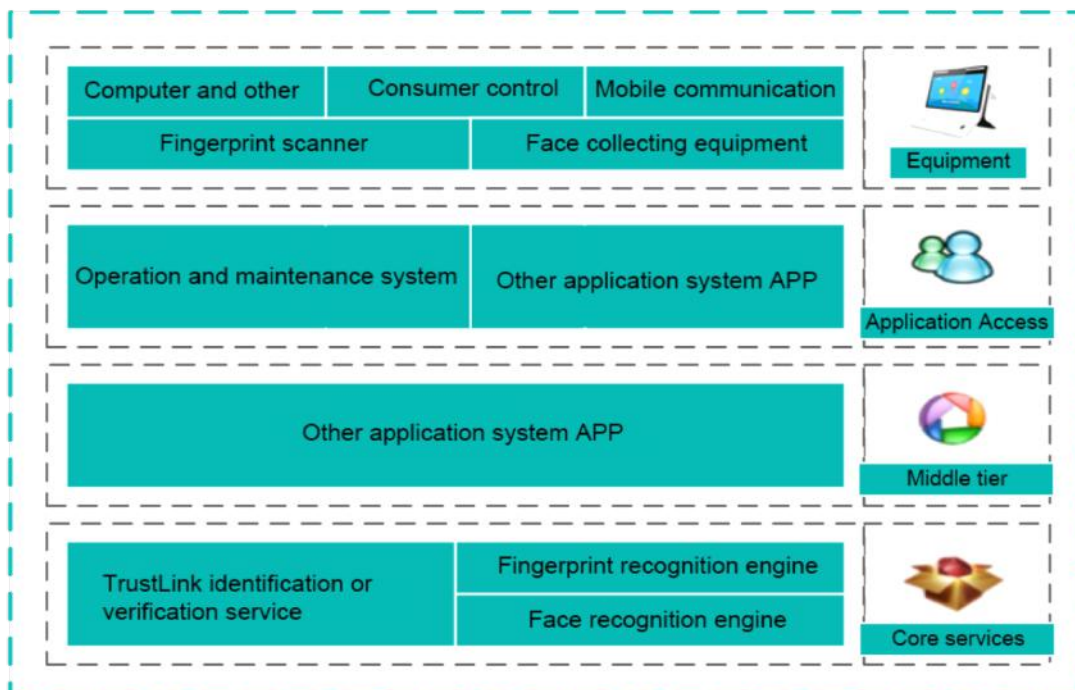 Computer and other
Consumer control
Mobile communication
Fingerprint scanner
Face collecting equipment
Equipment
Operation and maintenance system
Other application system APP
Application Access
Other application system APP
Middle tier
TrustLink identification or
verification service
Fingerprint recognition engine
Face recognition engine
Core services